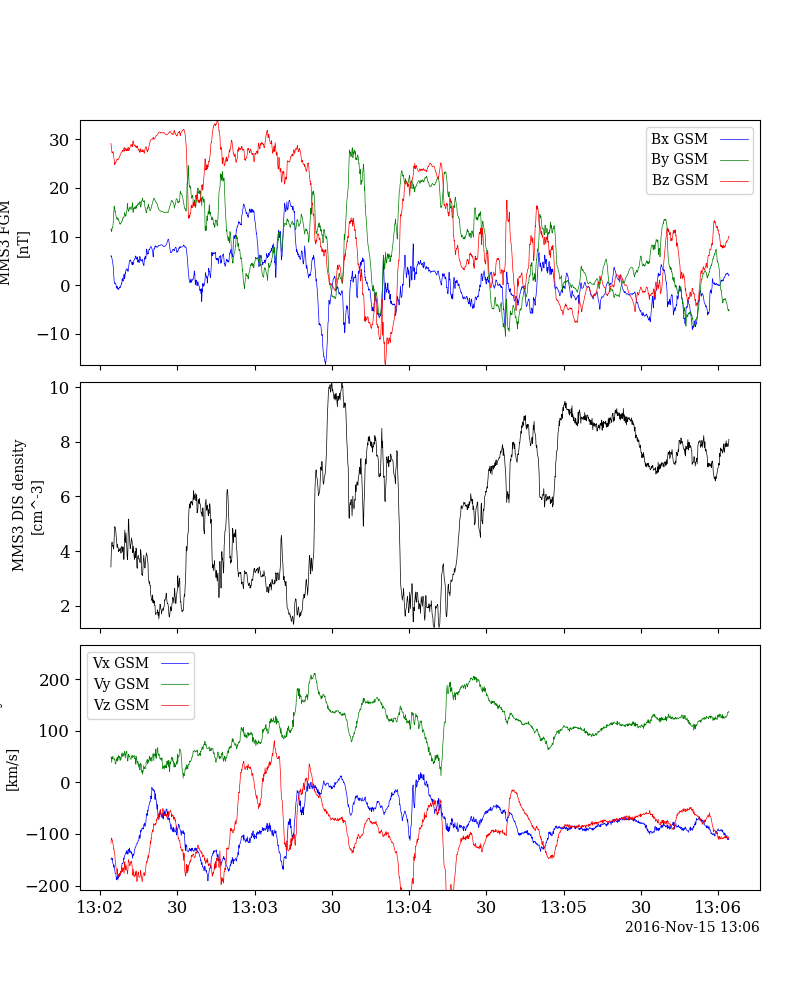 30
20
10
0
−10
MMS3 FGM
[nT]
Bx GSM
By GSM
Bz GSM
10
8
6
4
2
MMS3 DIS density
[cm^-3]
200
100
0
−100
−200
[km/s]
Vx GSM
Vy GSM
Vz GSM
13:02 30 13:03 30 13:04 30 13:05 30 13:06
2016-Nov-15 13:06